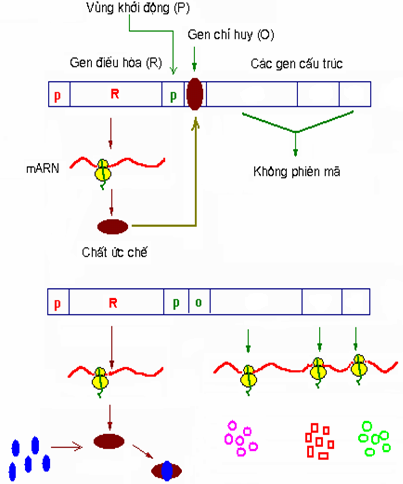 Vùng khởi động (P)
Gen chỉ huy (O)
Gen điều hòa (R)
Các gen cấu trúc
p R p
mARN
Không phiên mã
Chất ức chế
p R p o